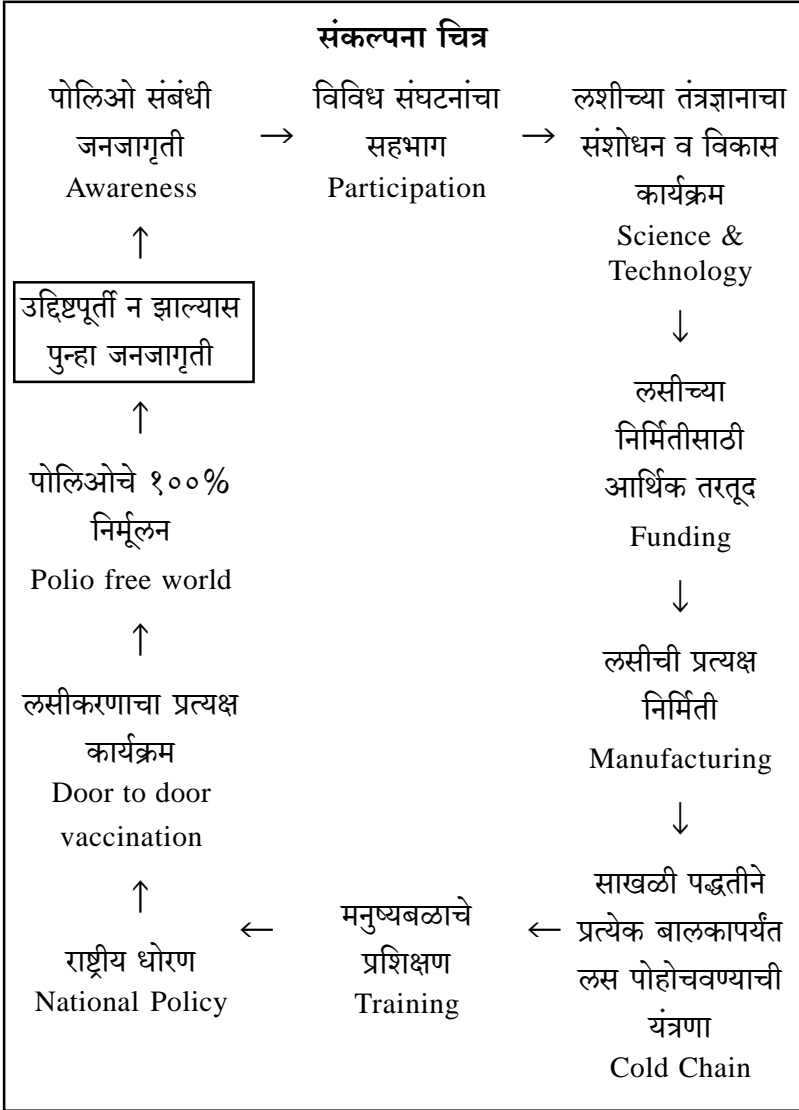 संकल्पना चित्र
पोलिओ संबंधी
जनजागृती
Awareness
→
विविध संघटनांचा
सहभाग
Participation
→
लशीच्या तंत्रज्ञानाचा
संशोधन व विकास
कार्यक्रम
Science &
Technology
↓
लसीच्या
निर्मितीसाठी
आर्थिक तरतूद
Funding
↓
लसीची प्रत्यक्ष
निर्मिती
Manufacturing
↓
साखळी पद्धतीने
प्रत्येक बालकापर्यंत
लस पोहोचवण्याची
यंत्रणा
Cold Chain
←
मनुष्यबळाचे
प्रशिक्षण
Training
←
राष्ट्रीय धोरण
National Policy
↑
लसीकरणाचा प्रत्यक्ष
कार्यक्रम
Door to door
vaccination
↑
पोलिओचे १००%
निर्मूलन
Polio free world
↑
उद्दिष्टपूर्ती न झाल्यास
पुन्हा जनजागृती
↑